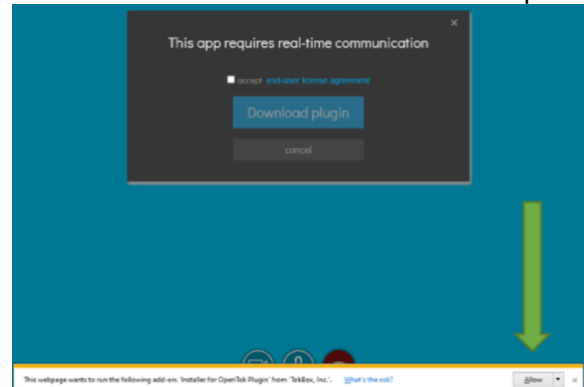 ×
This app requires real-time communication
accept end-user license agreement
Download plugin
cancel
This webpage wants to run the following add-on: 'Installer for OpenTok Plugin' from 'TokBox, Inc.'. What's the risk? Allow ×